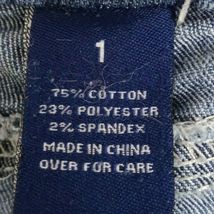 1
75% COTTON
23% POLYESTER
2% SPANDEX
MADE IN CHINA
OVER FOR CARE